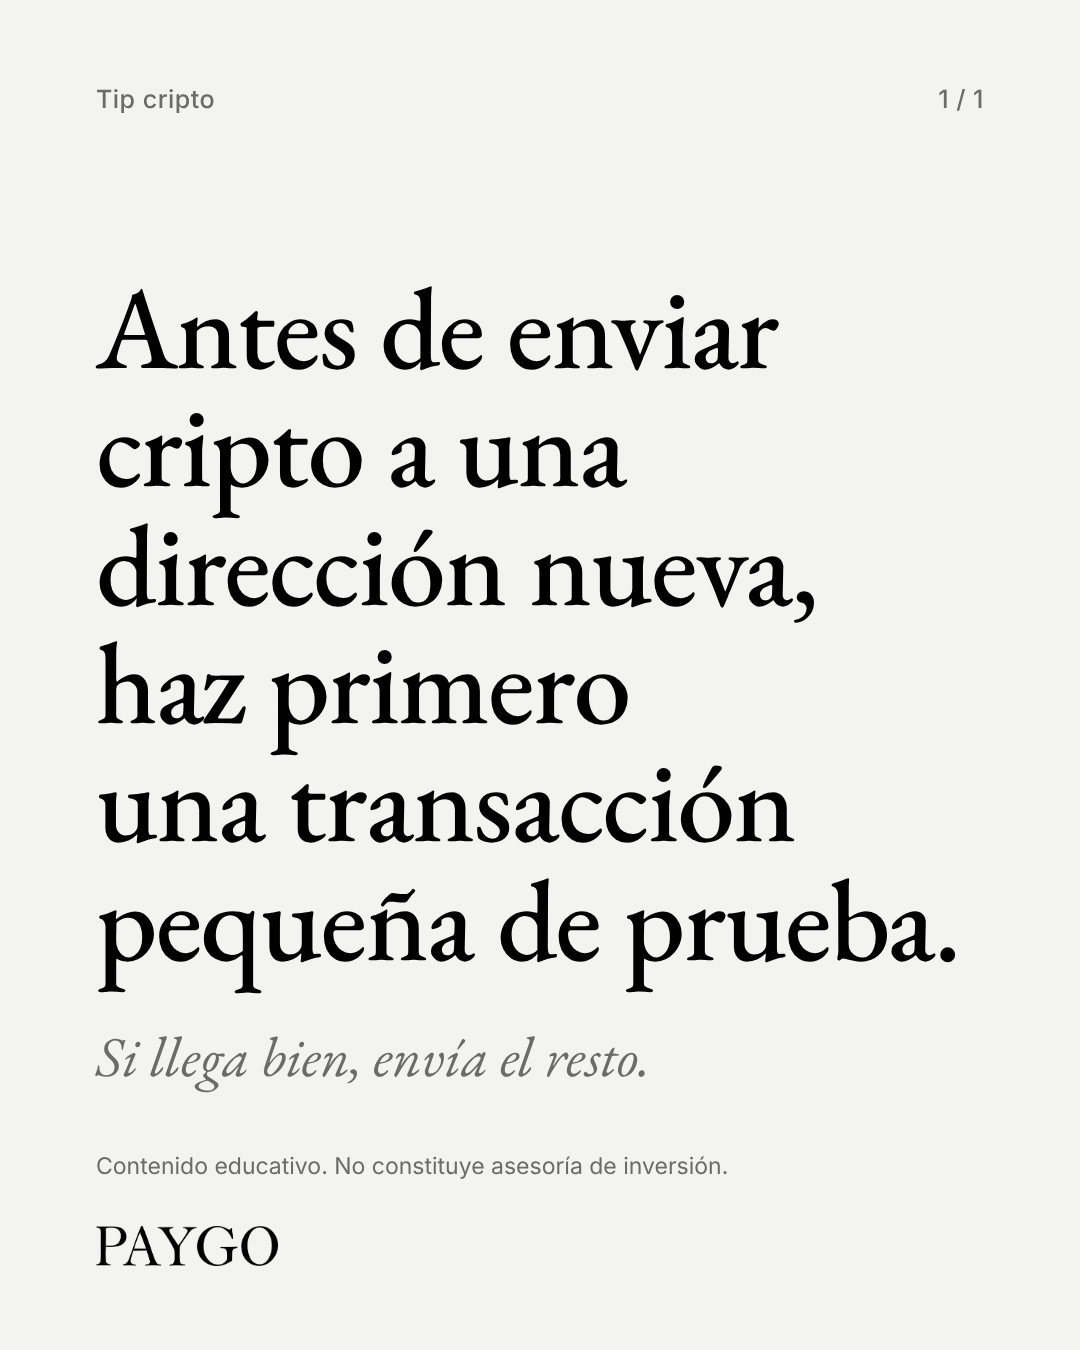 Tip cripto
1 / 1
Antes de enviar
cripto a una
dirección nueva,
haz primero
una transacción
pequeña de prueba.
Si llega bien, envía el resto.
Contenido educativo. No constituye asesoría de inversión.
PAYGO